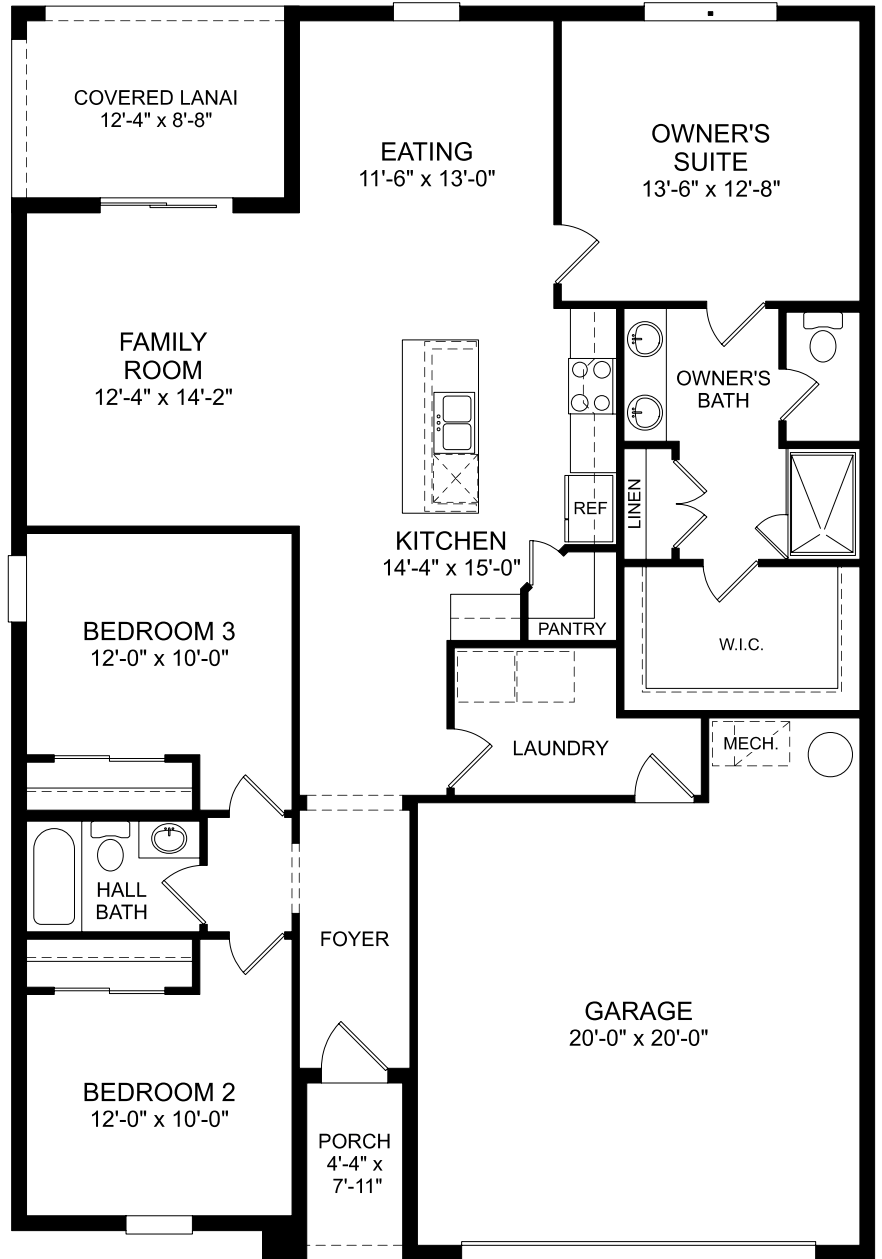 COVERED LANAI
12'-4" x 8'-8"
EATING
11'-6" x 13'-0"
OWNER'S
SUITE
13'-6" x 12'-8"
FAMILY
ROOM
12'-4" x 14'-2"
OWNER'S
BATH
LINEN
REF
KITCHEN
14'-4" x 15'-0"
PANTRY
BEDROOM 3
12'-0" x 10'-0"
W.I.C.
LAUNDRY
MECH.
HALL
BATH
FOYER
GARAGE
20'-0" x 20'-0"
BEDROOM 2
12'-0" x 10'-0"
PORCH
4'-4" x
7'-11"